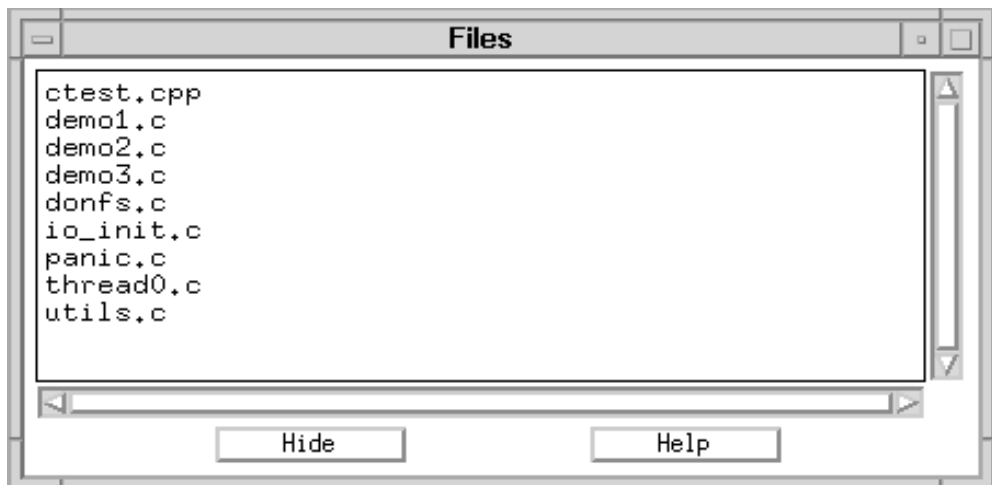 Files
ctest.cpp
demo1.c
demo2.c
demo3.c
donfs.c
io_init.c
panic.c
thread0.c
utils.c
Hide Help